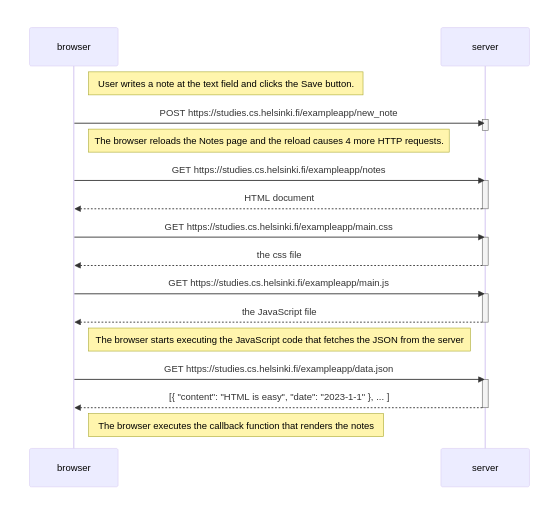 browser server
User writes a note at the text field and clicks the Save button.
POST https://studies.cs.helsinki.fi/exampleapp/new_note
The browser reloads the Notes page and the reload causes 4 more HTTP requests.
GET https://studies.cs.helsinki.fi/exampleapp/notes
HTML document
GET https://studies.cs.helsinki.fi/exampleapp/main.css
the css file
GET https://studies.cs.helsinki.fi/exampleapp/main.js
the JavaScript file
The browser starts executing the JavaScript code that fetches the JSON from the server
GET https://studies.cs.helsinki.fi/exampleapp/data.json
[{ "content": "HTML is easy", "date": "2023-1-1" }, ... ]
The browser executes the callback function that renders the notes
browser server